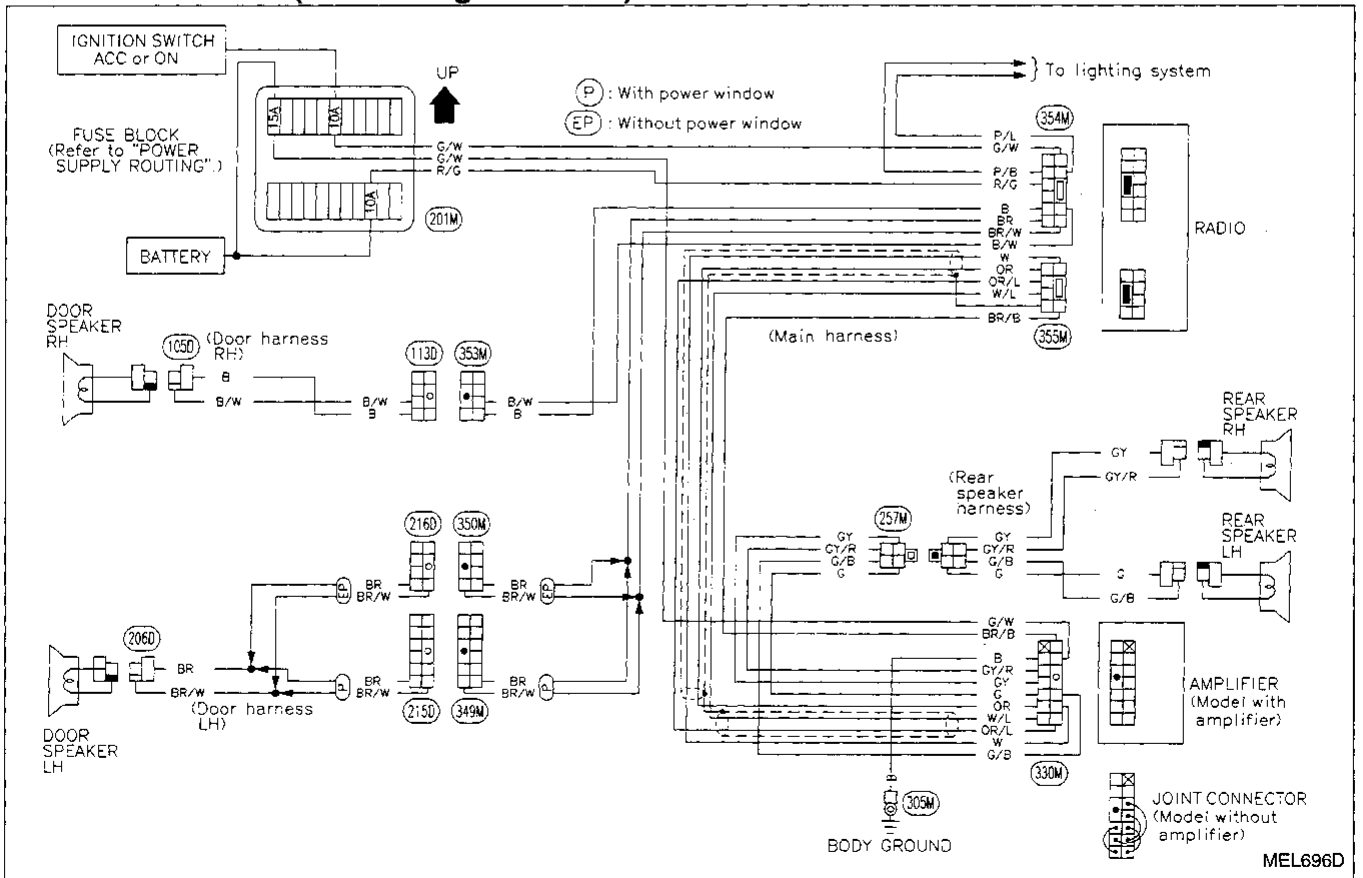 IGNITION SWITCH
ACC or ON
UP
P : With power window
EP : Without power window
To lighting system
FUSE BLOCK
(Refer to "POWER
SUPPLY ROUTING".)
15A
10A
G/W
G/W
R/G
10A
201M
BATTERY
354M
P/L
G/W
P/B
R/G
B
BR
BR/W
B/W
W
OR
OR/L
W/L
BR/B
RADIO
355M
(Main harness)
DOOR
SPEAKER
RH
105D
(Door harness
RH)
B
B/W
113D
353M
B/W
B
B/W
B
REAR
SPEAKER
RH
GY
GY/R
(Rear
speaker
harness)
257M
GY
GY/R
G/B
G
GY
GY/R
G/B
G
REAR
SPEAKER
LH
G
G/B
216D
350M
EP
BR
BR/W
BR
BR/W
EP
206D
BR
BR/W
P
BR
BR/W
BR
BR/W
P
(Door harness
LH)
215D
349M
DOOR
SPEAKER
LH
G/W
BR/B
B
GY/R
GY
G
OR
W/L
OR/L
W
G/B
330M
AMPLIFIER
(Model with
amplifier)
B
305M
BODY GROUND
JOINT CONNECTOR
(Model without
amplifier)
MEL696D